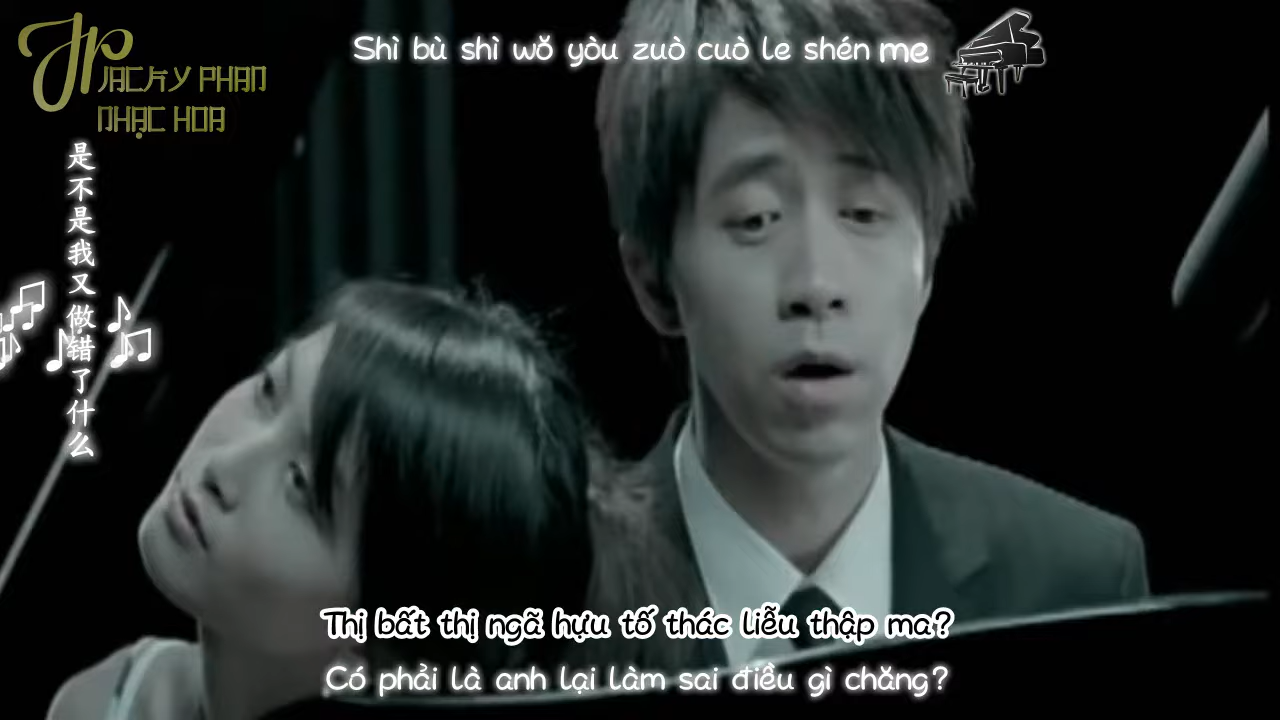 JP
JACKY PHAN
NHẠC HOA
Shì bù shì wǒ yòu zuò cuò le shén me
是不是我又做错了什么
Thị bất thị ngã hựu tố thác liễu thập ma?
Có phải là anh lại làm sai điều gì chăng?